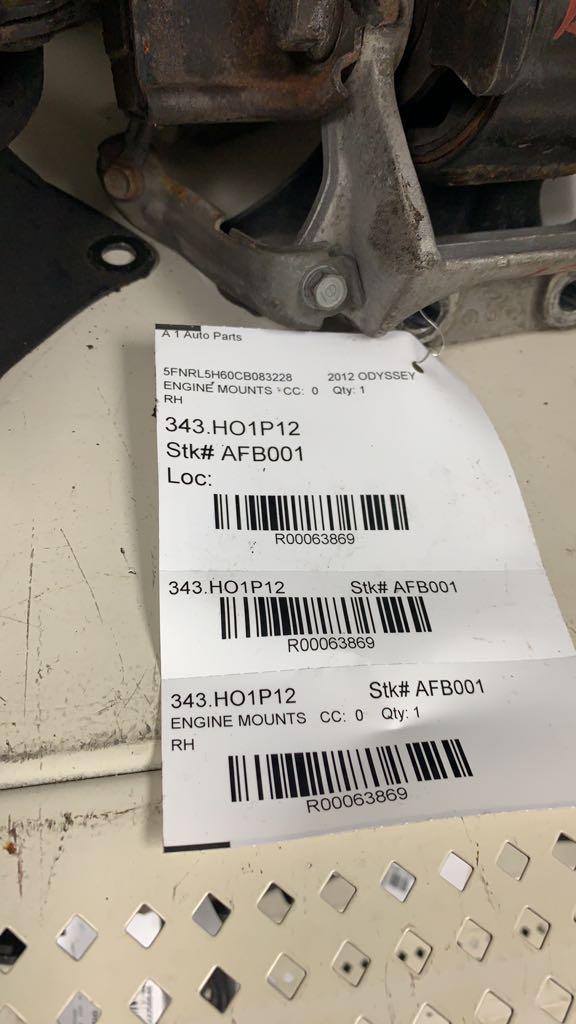 A 1 Auto Parts
5FNRL5H60CB083228 2012 ODYSSEY
ENGINE MOUNTS CC: 0 Qty: 1
RH
343.HO1P12
Stk# AFB001
Loc:
R00063869
343.HO1P12 Stk# AFB001
R00063869
343.HO1P12 Stk# AFB001
ENGINE MOUNTS CC: 0 Qty: 1
RH
R00063869